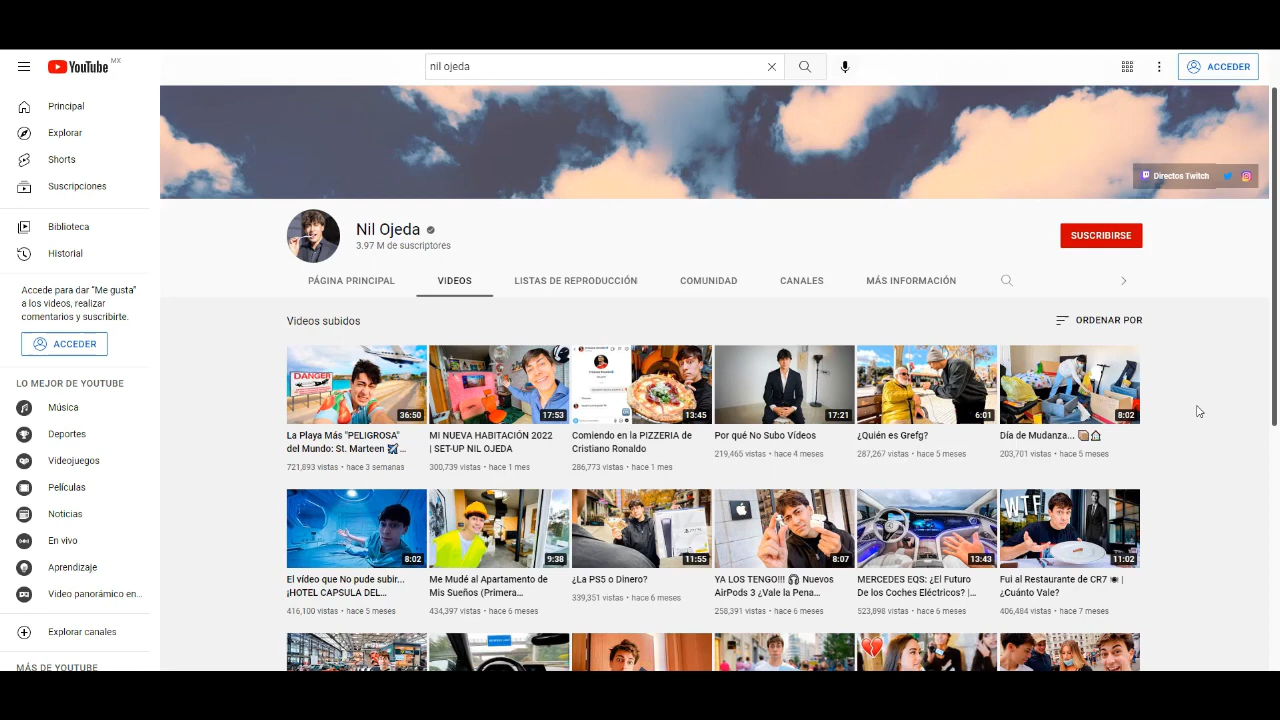 YouTube MX
nil ojeda
ACCEDER
Principal
Explorar
Shorts
Suscripciones
Biblioteca
Historial
Accede para dar “Me gusta”
a los videos, realizar
comentarios y suscribirte.
ACCEDER
LO MEJOR DE YOUTUBE
Música
Deportes
Videojuegos
Películas
Noticias
En vivo
Aprendizaje
Video panorámico en...
Explorar canales
MÁS DE YOUTUBE
Directos Twitch
Nil Ojeda
3.97 M de suscriptores
SUSCRIBIRSE
PÁGINA PRINCIPAL VIDEOS LISTAS DE REPRODUCCIÓN COMUNIDAD CANALES MÁS INFORMACIÓN
Videos subidos
ORDENAR POR
DANGER
36:50
La Playa Más "PELIGROSA"
del Mundo: St. Marteen ...
721,893 vistas • hace 3 semanas
17:53
MI NUEVA HABITACIÓN 2022
| SET-UP NIL OJEDA
300,739 vistas • hace 1 mes
13:45
Comiendo en la PIZZERIA de
Cristiano Ronaldo
286,773 vistas • hace 1 mes
17:21
Por qué No Subo Vídeos
219,465 vistas • hace 4 meses
6:01
¿Quién es Grefg?
287,267 vistas • hace 5 meses
8:02
Día de Mudanza...
203,701 vistas • hace 5 meses
8:02
El vídeo que No pude subir...
¡HOTEL CAPSULA DEL...
416,100 vistas • hace 5 meses
9:38
Me Mudé al Apartamento de
Mis Sueños (Primera...
434,397 vistas • hace 6 meses
11:55
¿La PS5 o Dinero?
339,351 vistas • hace 6 meses
8:07
YA LOS TENGO!!! 🎧 Nuevos
AirPods 3 ¿Vale la Pena...
258,391 vistas • hace 6 meses
13:43
MERCEDES EQS: ¿El Futuro
De los Coches Eléctricos? |...
523,898 vistas • hace 6 meses
WTF
11:02
Fui al Restaurante de CR7 🍽 |
¿Cuánto Vale?
406,484 vistas • hace 7 meses